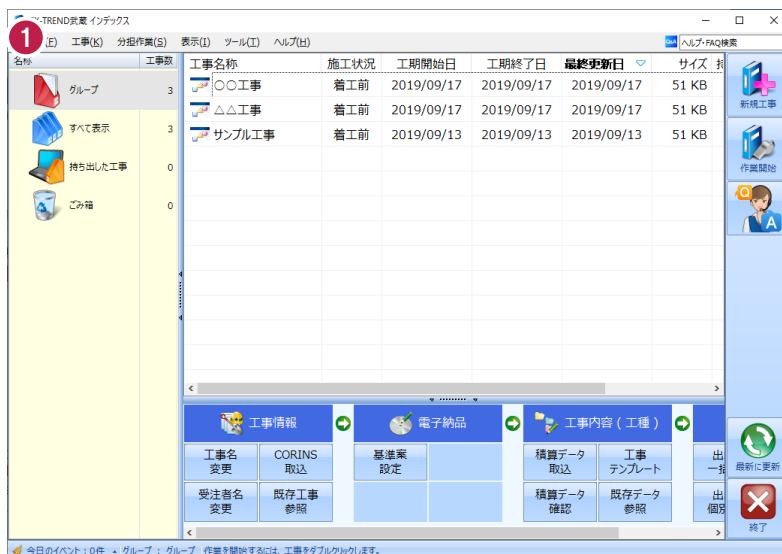 1
EX-TREND武蔵 インデックス
(F) 工事(K) 分担作業(S) 表示(I) ツール(T) ヘルプ(H)
Q&A ヘルプ・FAQ検索
名称 工事数
グループ 3
すべて表示 3
持ち出した工事 0
ごみ箱 0
工事名称 施工状況 工期開始日 工期終了日 最終更新日 サイズ
○○工事 着工前 2019/09/17 2019/09/17 2019/09/17 51 KB
△△工事 着工前 2019/09/17 2019/09/17 2019/09/17 51 KB
サンプル工事 着工前 2019/09/13 2019/09/13 2019/09/13 51 KB
新規工事
作業開始
Q
A
最新に更新
終了
工事情報 電子納品 工事内容 ( 工種 )
工事名
変更
CORINS
取込
基準案
設定
積算データ
取込
工事
テンプレート
出
一括
受注者名
変更
既存工事
参照
積算データ
確認
既存データ
参照
出
個別
今日のイベント : 0件 グループ : グループ 作業を開始するには、工事をダブルクリックします。